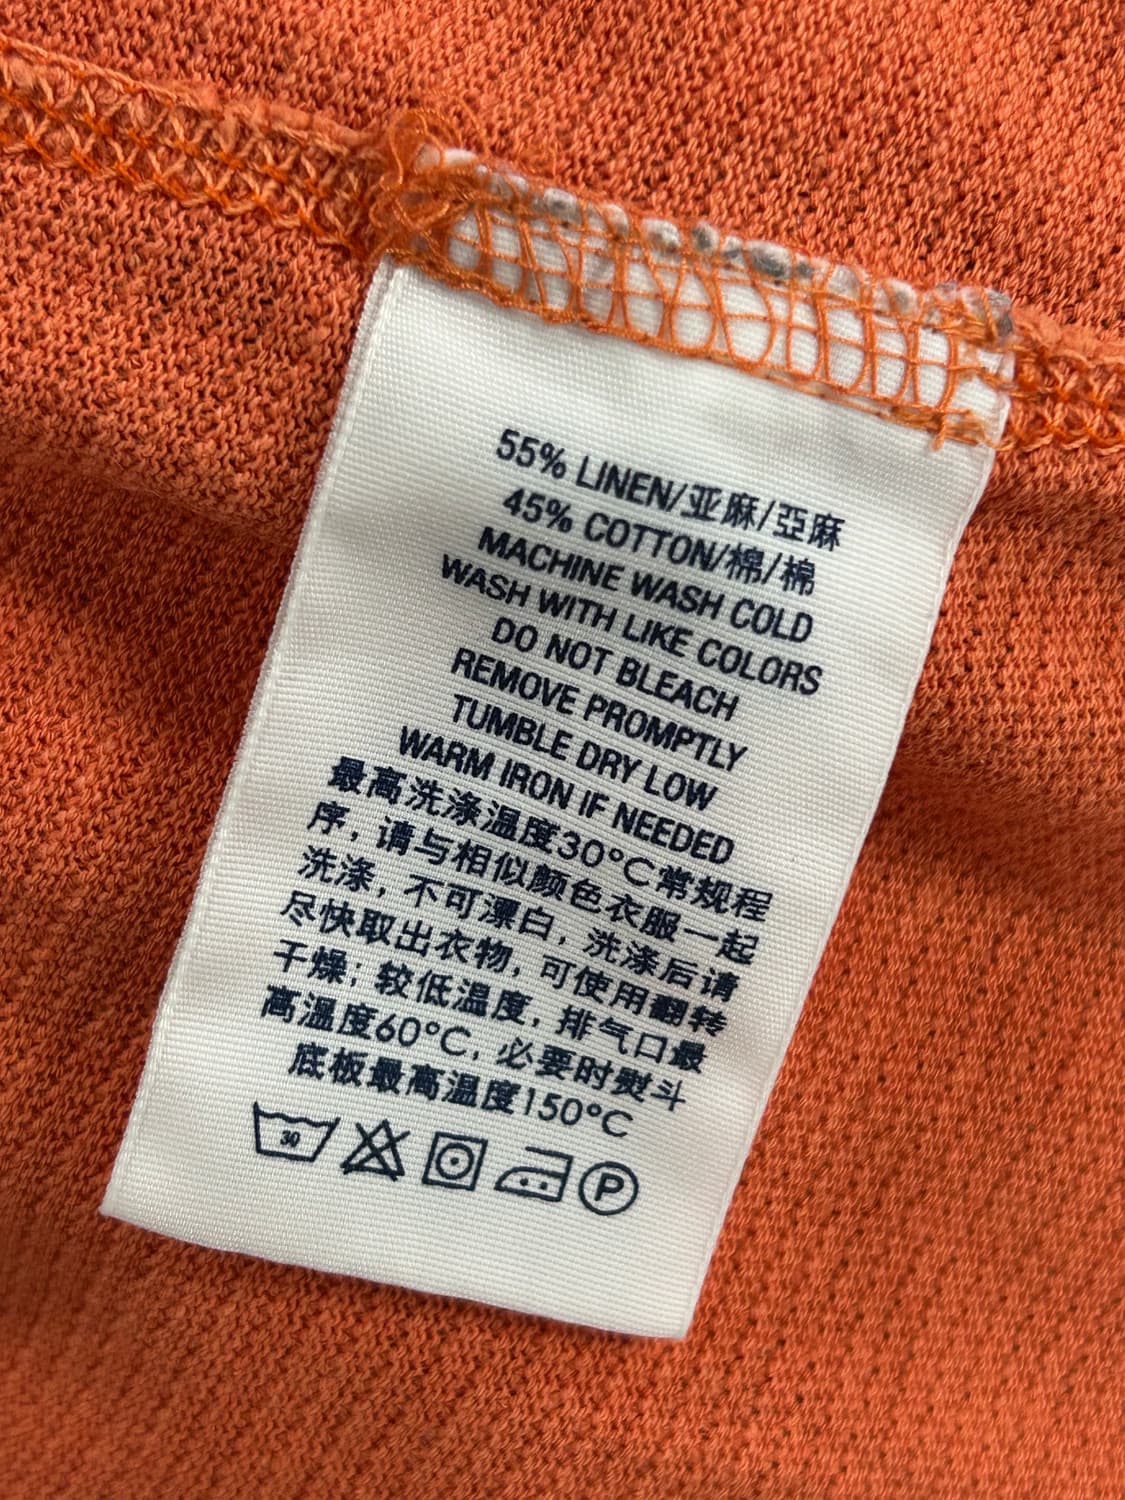 55% LINEN/亚麻/亞麻
45% COTTON/棉/棉
MACHINE WASH COLD
WASH WITH LIKE COLORS
DO NOT BLEACH
REMOVE PROMPTLY
TUMBLE DRY LOW
WARM IRON IF NEEDED
最高洗涤温度30°C常规程
序, 请与相似颜色衣服一起
洗涤, 不可漂白, 洗涤后请
尽快取出衣物, 可使用翻转
干燥; 较低温度, 排气口最
高温度60°C, 必要时熨斗
底板最高温度150°C
30 P